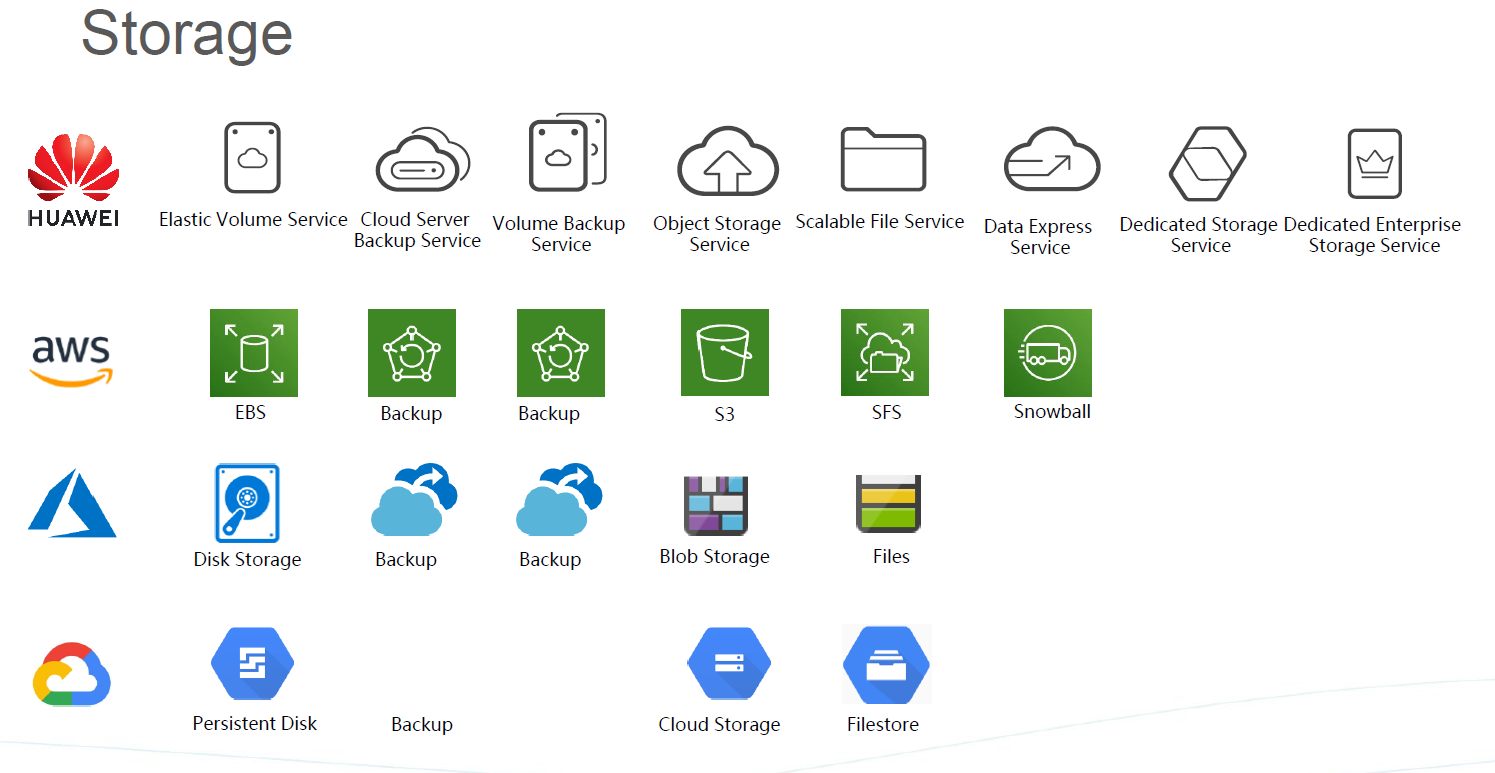 Storage
HUAWEI
Elastic Volume Service
Cloud Server
Backup Service
Volume Backup
Service
Object Storage
Service
Scalable File Service
Data Express
Service
Dedicated Storage
Service
Dedicated Enterprise
Storage Service
aws
EBS
Backup
Backup
S3
SFS
Snowball
Disk Storage
Backup
Backup
Blob Storage
Files
Persistent Disk
Backup
Cloud Storage
Filestore